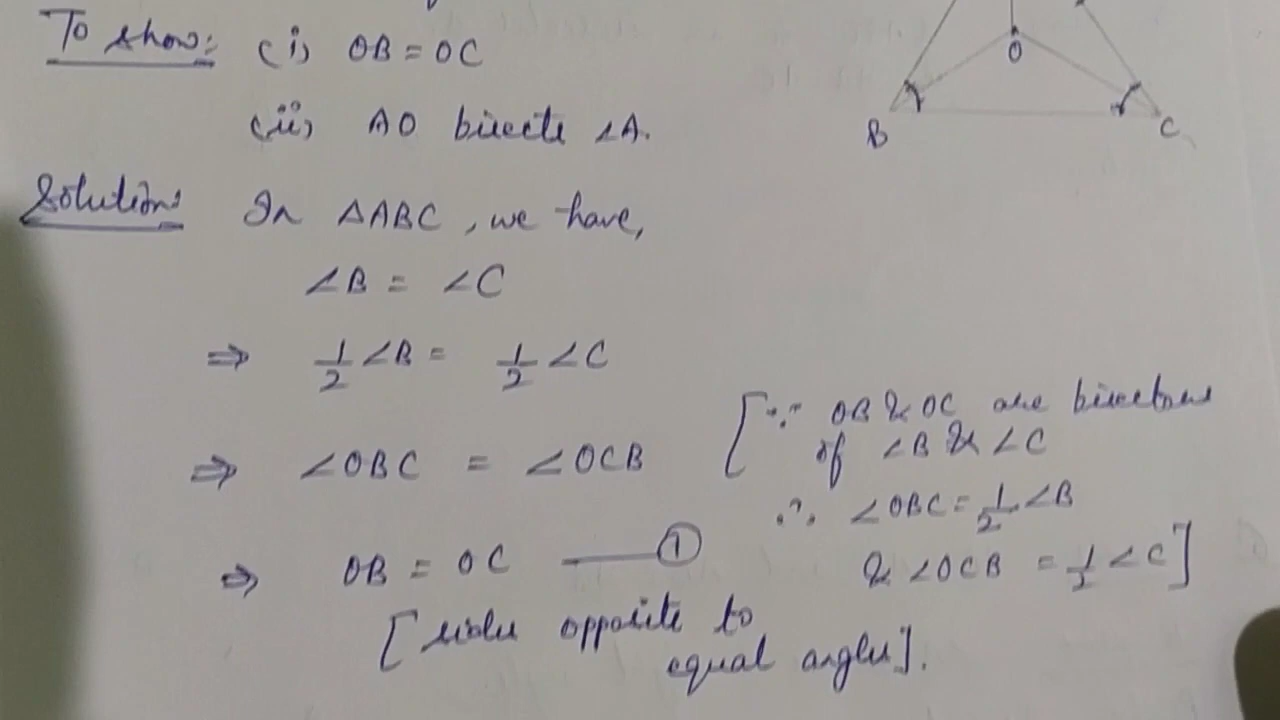 To show: (i) OB = OC
O
(ii) AO bisects ∠A.
B
C
Solution: In △ABC, we have,
∠B = ∠C
⇒ 1/2 ∠B = 1/2 ∠C
⇒ ∠OBC = ∠OCB
[∵ OB & OC are bisectors
of ∠B & ∠C
∴ ∠OBC = 1/2 ∠B
& ∠OCB = 1/2 ∠C]
⇒ OB = OC —— ①
[sides opposite to
equal angles].